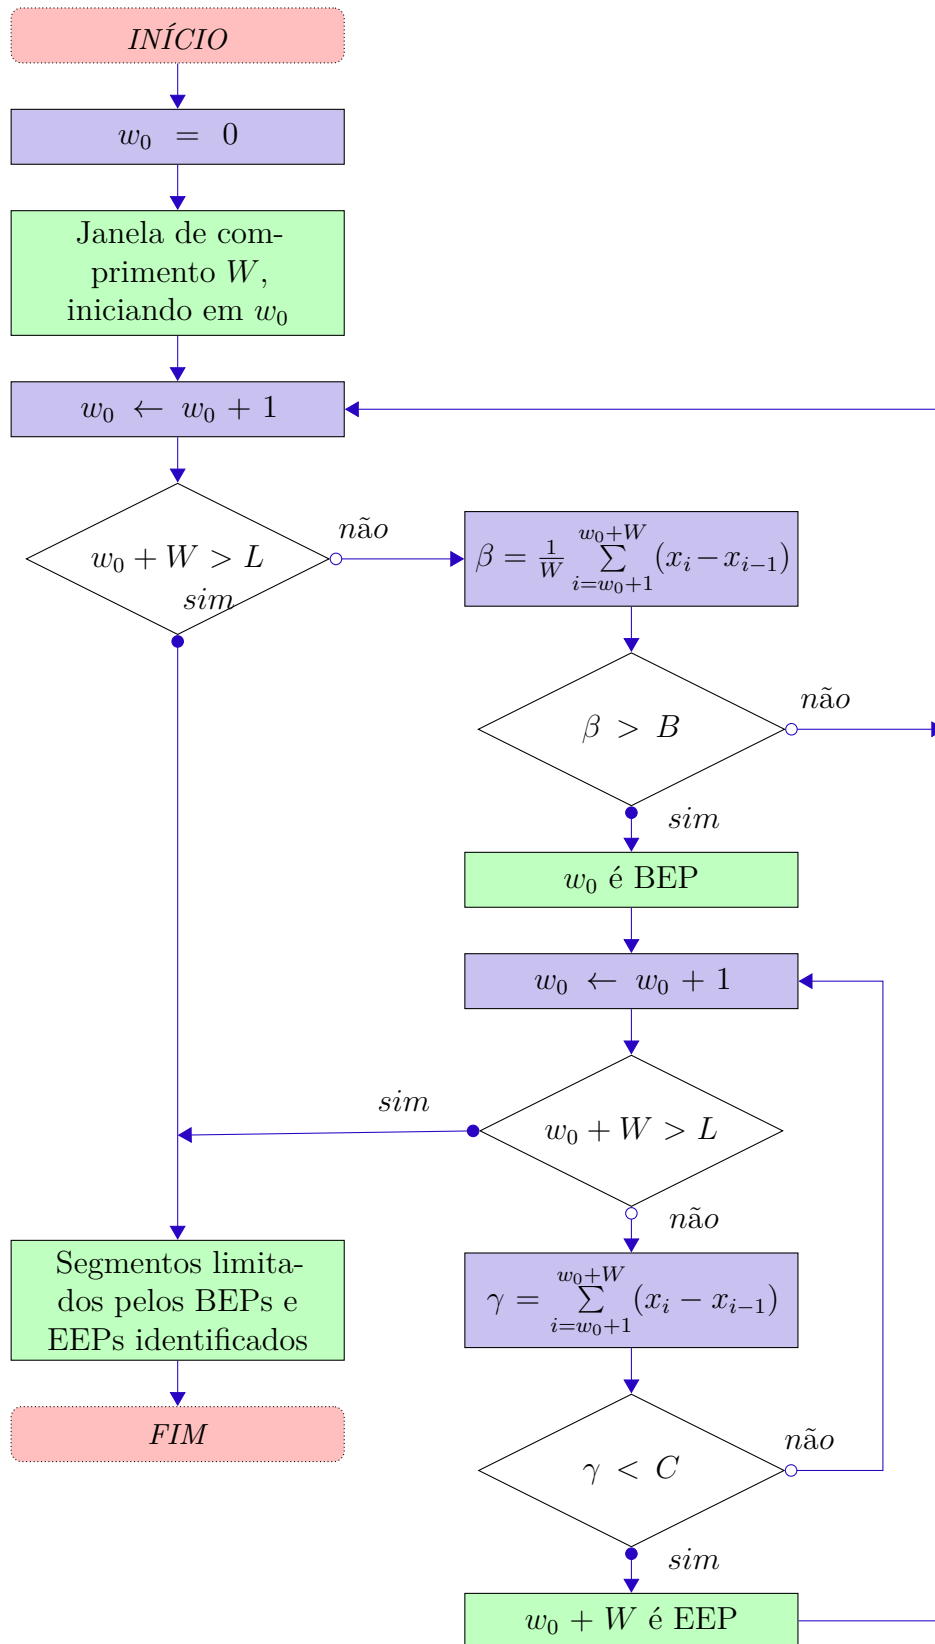 INÍCIO
w₀ = 0
Janela de com-
primento W,
iniciando em w₀
w₀ ← w₀ + 1
w₀ + W > L
não
sim
β = 1/W ∑_{i=w₀+1}^{w₀+W} (xᵢ − xᵢ₋₁)
β > B
não
sim
w₀ é BEP
w₀ ← w₀ + 1
w₀ + W > L
sim
não
γ = ∑_{i=w₀+1}^{w₀+W} (xᵢ − xᵢ₋₁)
γ < C
não
sim
w₀ + W é EEP
Segmentos limita-
dos pelos BEPs e
EEPs identificados
FIM